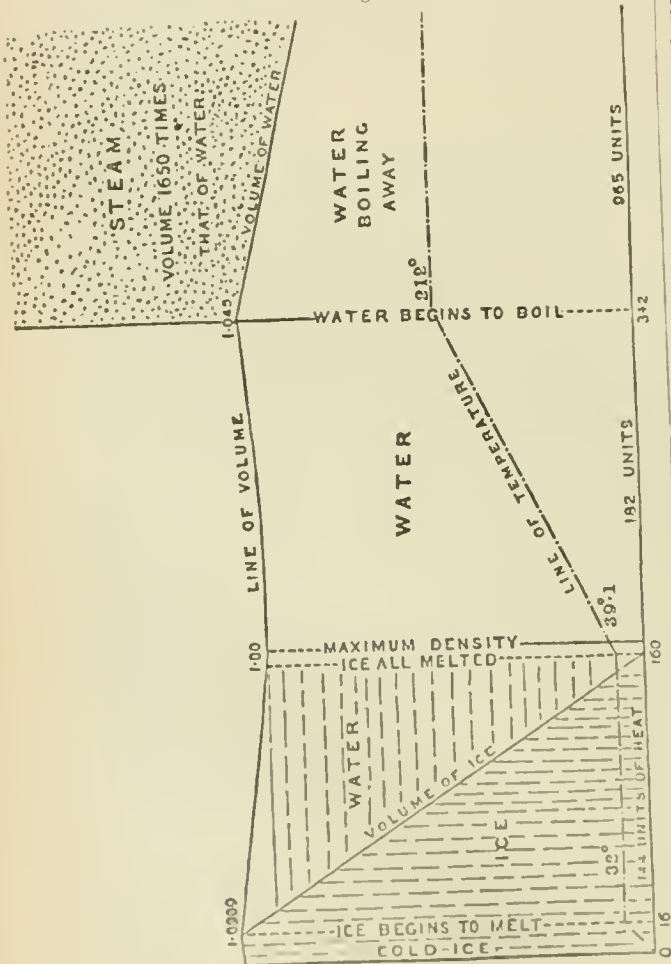 STEAM
VOLUME 1650 TIMES
THAT OF WATER
VOLUME OF WATER
WATER
BOILING
AWAY
212°
965 UNITS
1·045
WATER BEGINS TO BOIL
342
LINE OF VOLUME
WATER
LINE OF TEMPERATURE
182 UNITS
39°·1
1·00
MAXIMUM DENSITY
ICE ALL MELTED
160
WATER
VOLUME OF ICE
ICE
32°
144 UNITS OF HEAT
1·0909
ICE BEGINS TO MELT
COLD-ICE
16
0